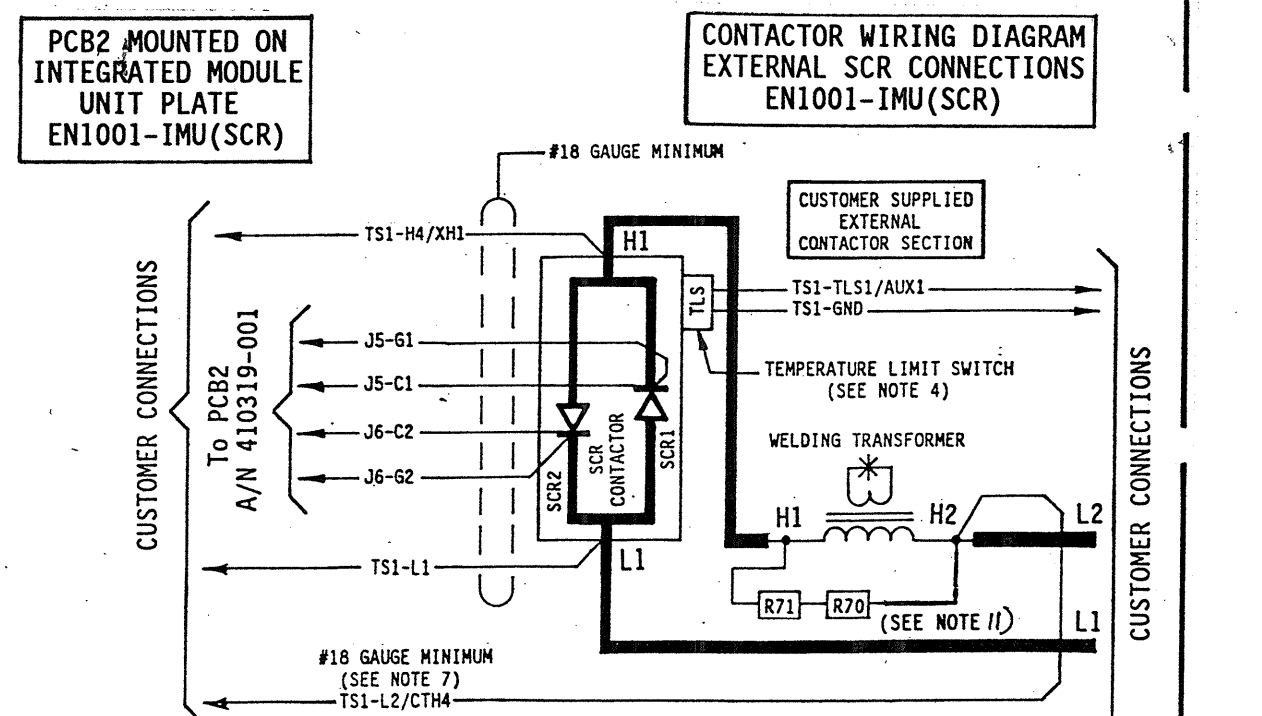 PCB2 MOUNTED ON
INTEGRATED MODULE
UNIT PLATE
EN1001-IMU(SCR)
CONTACTOR WIRING DIAGRAM
EXTERNAL SCR CONNECTIONS
EN1001-IMU(SCR)
#18 GAUGE MINIMUM
CUSTOMER SUPPLIED
EXTERNAL
CONTACTOR SECTION
TS1-H4/XH1
H1
CUSTOMER CONNECTIONS
To PCB2
A/N 410319-001
J5-G1
J5-C1
J6-C2
J6-G2
TLS
TS1-TLS1/AUX1
TS1-GND
TEMPERATURE LIMIT SWITCH
(SEE NOTE 4)
SCR2
SCR
CONTACTOR
SCR1
WELDING TRANSFORMER
H1
H2
L2
CUSTOMER CONNECTIONS
TS1-L1
L1
R71
R70
(SEE NOTE 11)
L1
#18 GAUGE MINIMUM
(SEE NOTE 7)
TS1-L2/CTH4